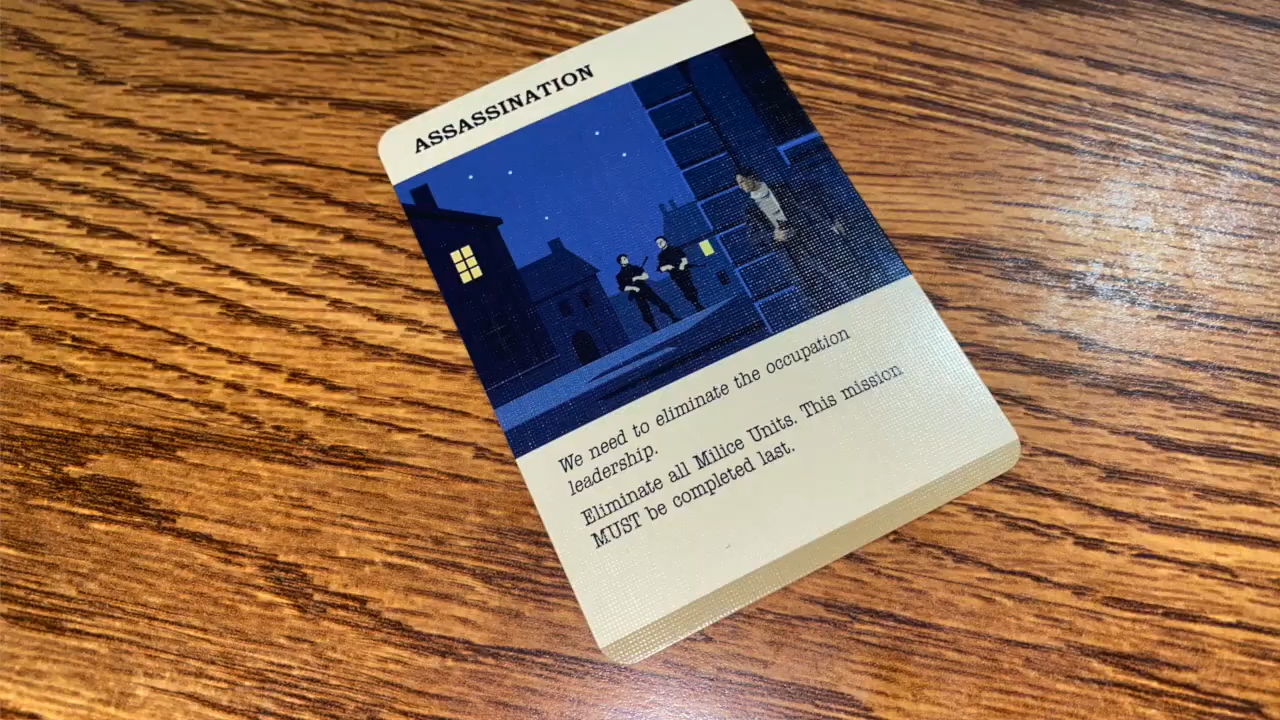 ASSASSINATION
We need to eliminate the occupation
leadership.
Eliminate all Milice Units. This mission
MUST be completed last.